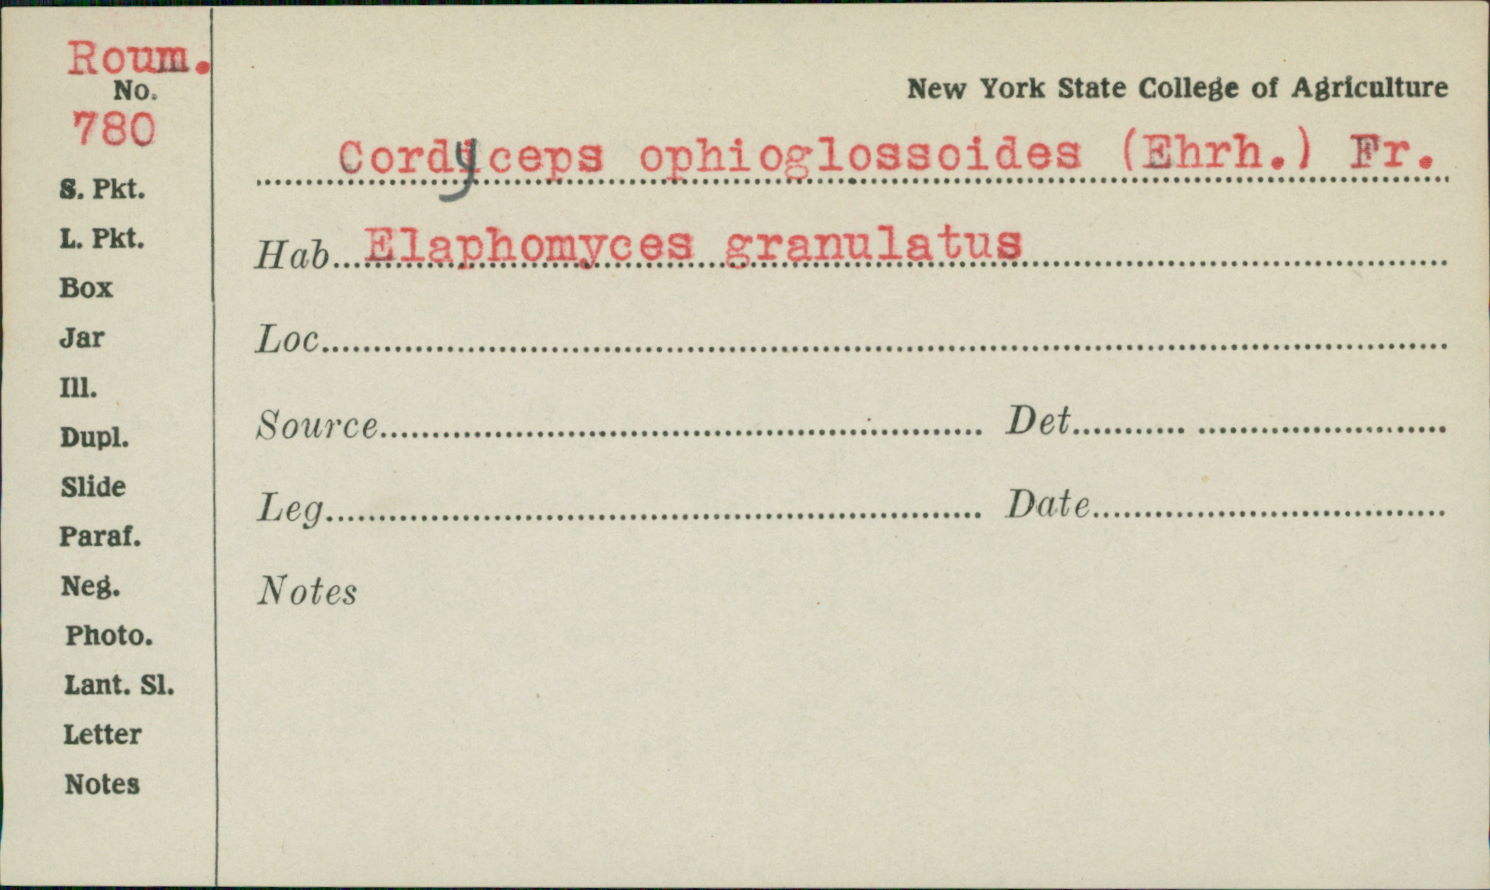 Roum.
No.
780
S. Pkt.
L. Pkt.
Box
Jar
Ill.
Dupl.
Slide
Paraf.
Neg.
Photo.
Lant. Sl.
Letter
Notes
New York State College of Agriculture
Cordyceps ophioglossoides (Ehrh.) Fr.
Hab. Elaphomyces granulatus
Loc.
Source Det.
Leg. Date
Notes